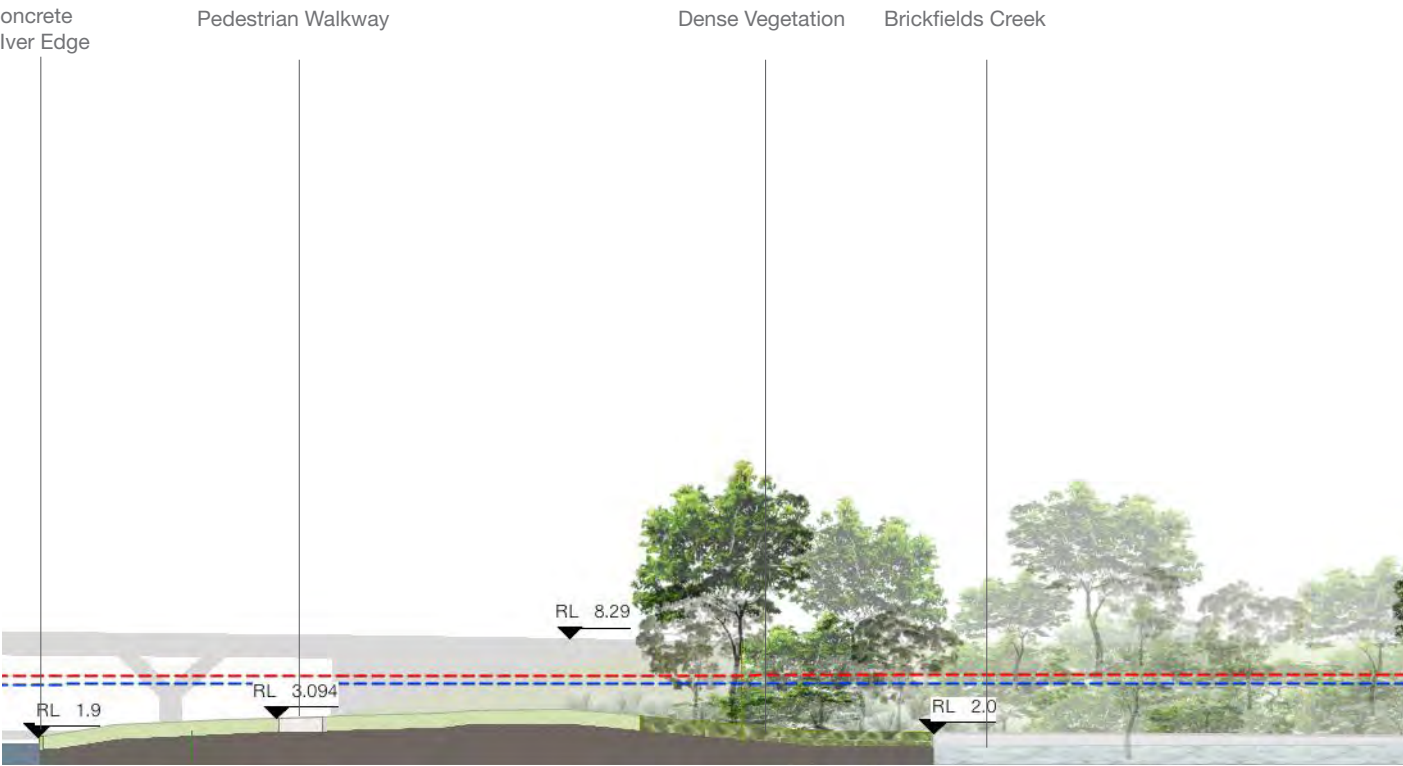 oncrete
lver Edge
Pedestrian Walkway
Dense Vegetation
Brickfields Creek
RL 8.29
RL 3.094
RL 1.9
RL 2.0